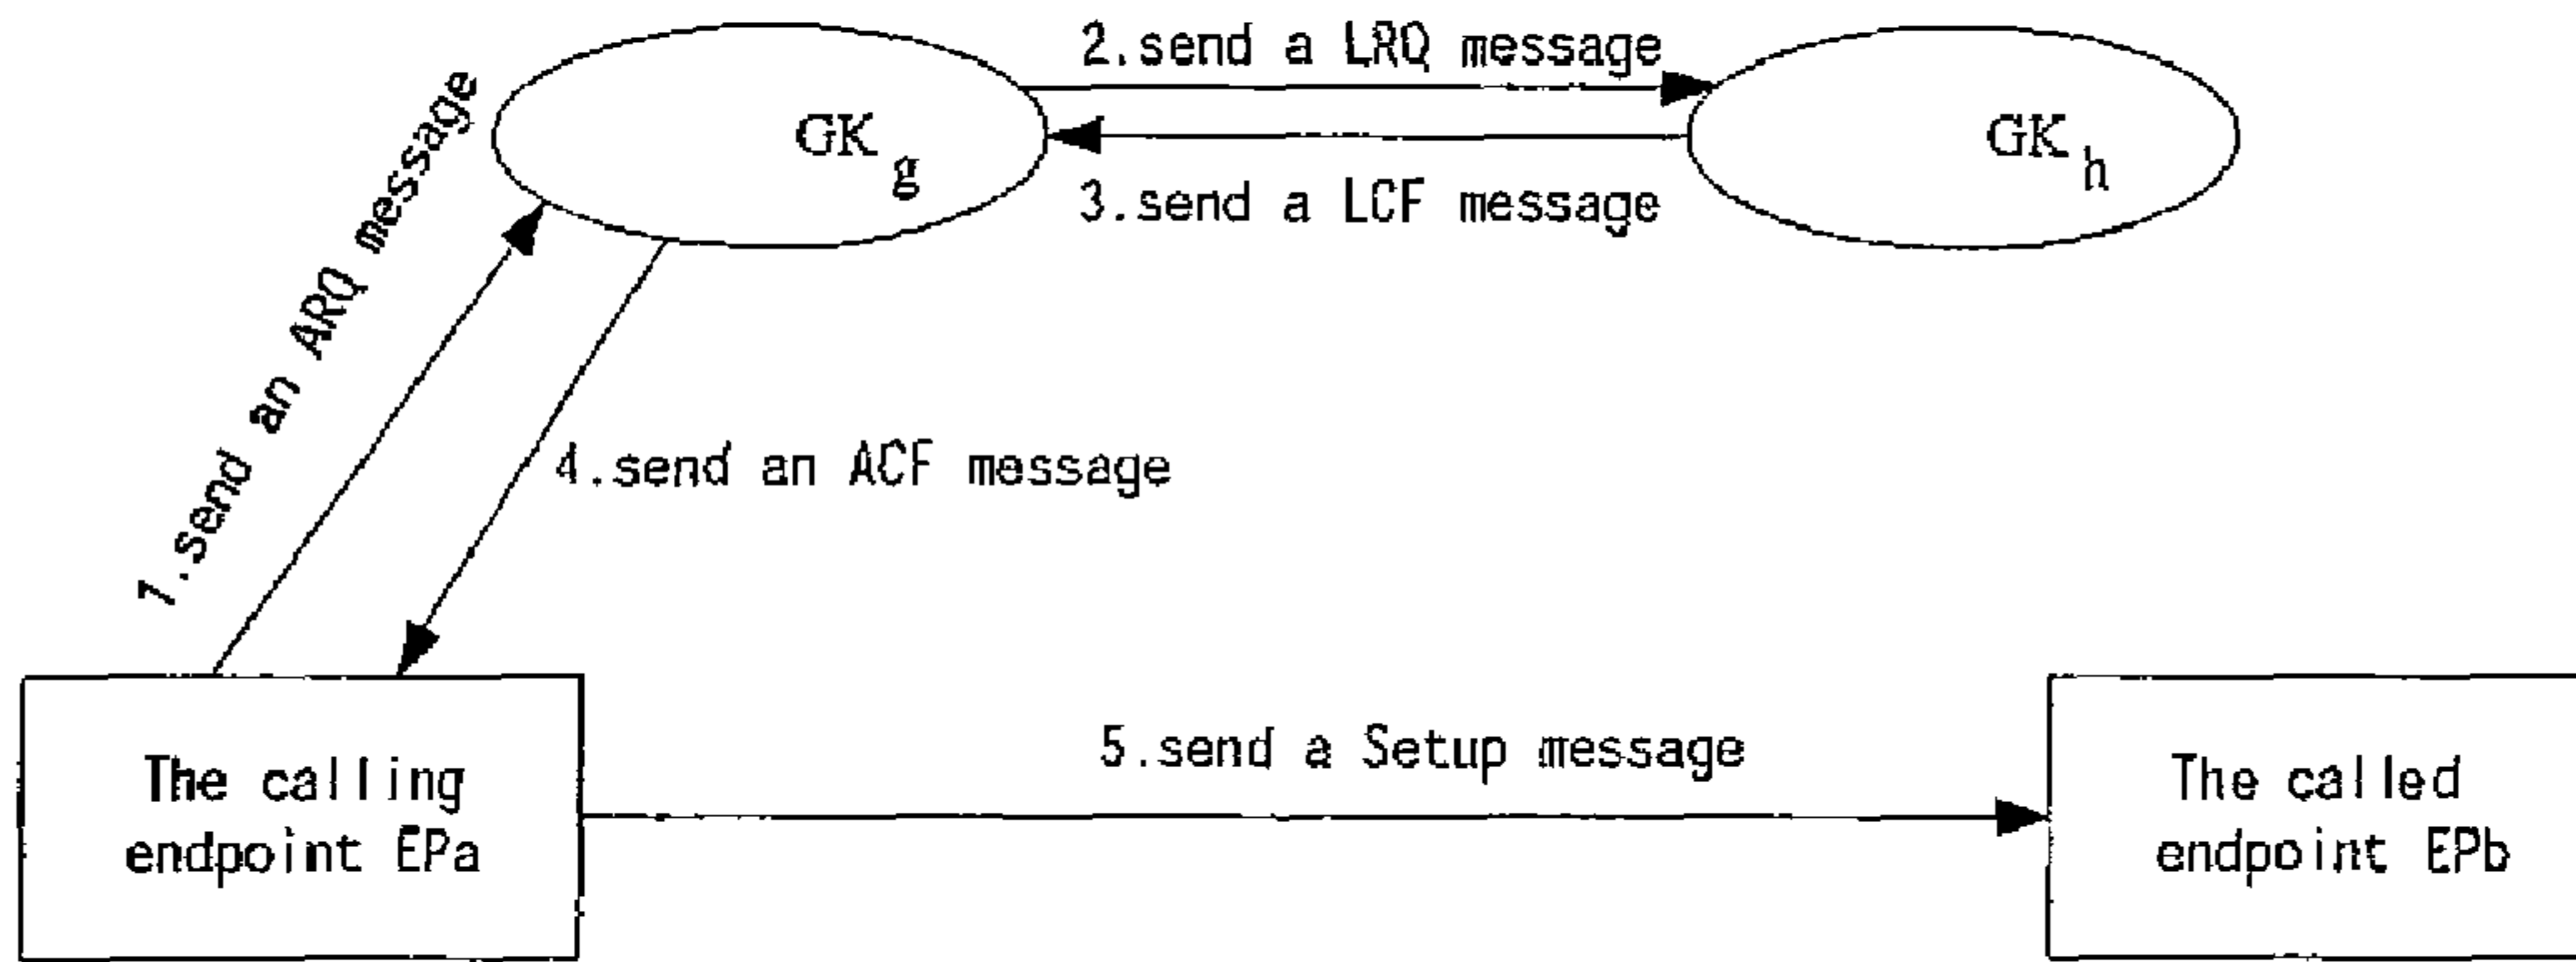 2.send a LRQ message
GK g
GK h
3.send a LCF message
1.send an ARQ message
4.send an ACF message
5.send a Setup message
The calling
endpoint EPa
The called
endpoint EPb